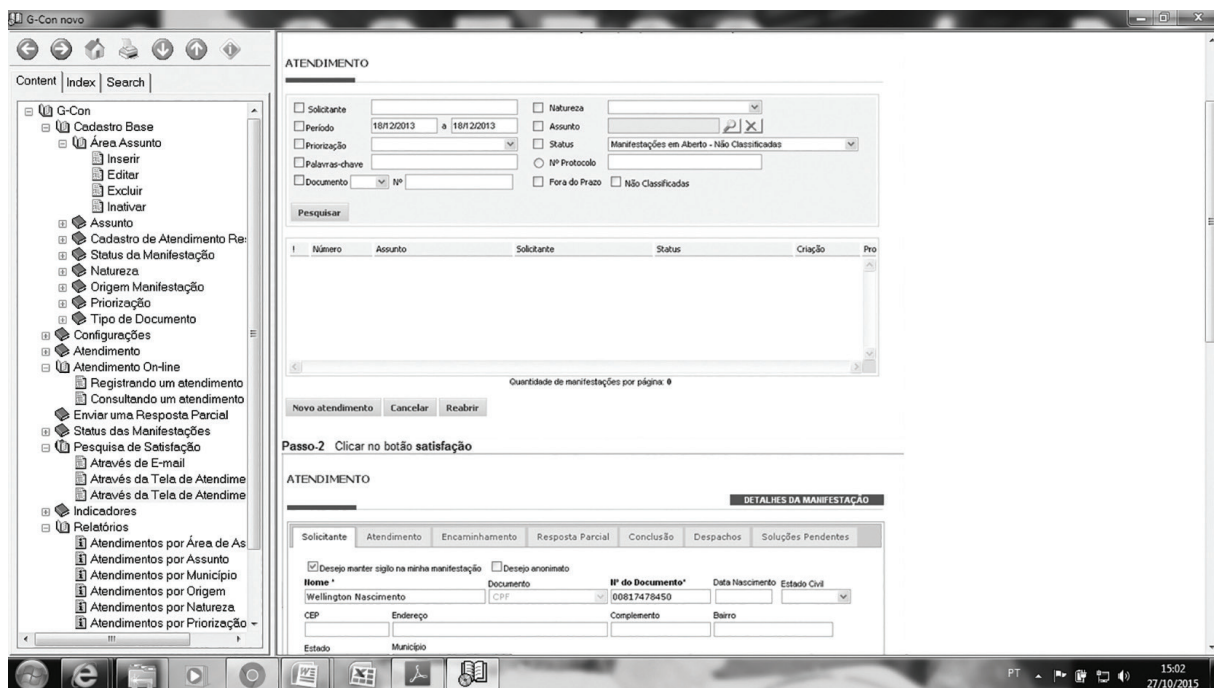 G-Con novo
Content Index Search
G-Con
Cadastro Base
Área Assunto
Inserir
Editar
Excluir
Inativar
Assunto
Cadastro de Atendimento Re
Status da Manifestação
Natureza
Origem Manifestação
Priorização
Tipo de Documento
Configurações
Atendimento
Atendimento On-line
Registrando um atendimento
Consultando um atendimento
Enviar uma Resposta Parcial
Status das Manifestações
Pesquisa de Satisfação
Através de E-mail
Através da Tela de Atendime
Através da Tela de Atendime
Indicadores
Relatórios
Atendimentos por Área de As
Atendimentos por Assunto
Atendimentos por Município
Atendimentos por Origem
Atendimentos por Natureza
Atendimentos por Priorização
ATENDIMENTO
Solicitante Natureza
Período 18/12/2013 a 18/12/2013 Assunto
Priorização Status Manifestações em Aberto - Não Classificadas
Palavras-chave Nº Protocolo
Documento Nº Fora do Prazo Não Classificadas
Pesquisar
! Número Assunto Solicitante Status Criação Pro
Quantidade de manifestações por página: 0
Novo atendimento Cancelar Reabrir
Passo-2 Clicar no botão satisfação
ATENDIMENTO
DETALHES DA MANIFESTAÇÃO
Solicitante Atendimento Encaminhamento Resposta Parcial Conclusão Despachos Soluções Pendentes
Desejo manter sigilo na minha manifestação Desejo anonimato
Nome * Documento Nº do Documento* Data Nascimento Estado Civil
Wellington Nascimento CPF 00817478450
CEP Endereço Complemento Bairro
Estado Município
PT 15:02
27/10/2015